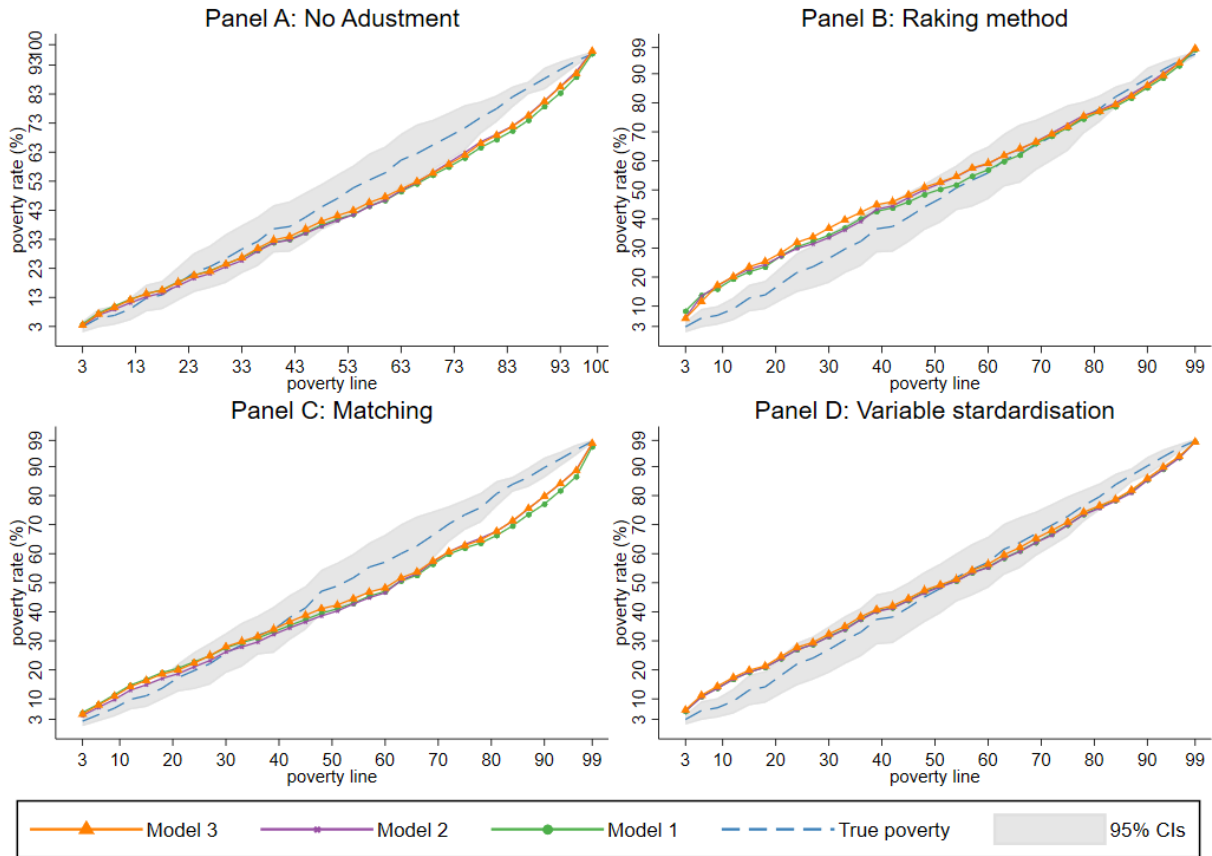 Panel A: No Adustment
Panel B: Raking method
poverty rate (%)
3 13 23 33 43 53 63 73 83 93 100
3 13 23 33 43 53 63 73 83 93 100
poverty line
poverty rate (%)
3 10 20 30 40 50 60 70 80 90 99
3 10 20 30 40 50 60 70 80 90 99
poverty line
Panel C: Matching
Panel D: Variable stardardisation
poverty rate (%)
3 10 20 30 40 50 60 70 80 90 99
3 10 20 30 40 50 60 70 80 90 99
poverty line
poverty rate (%)
3 10 20 30 40 50 60 70 80 90 99
3 10 20 30 40 50 60 70 80 90 99
poverty line
Model 3 Model 2 Model 1 True poverty 95% CIs